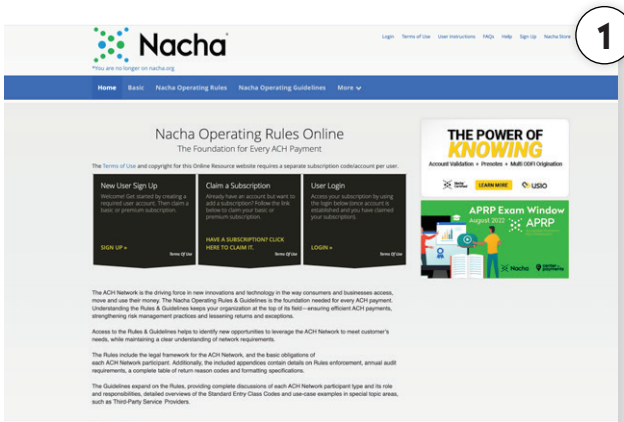 1
Nacha
*You are no longer on nacha.org
Login Terms of Use User Instructions FAQs Help Sign Up Nacha Store
Home Basic Nacha Operating Rules Nacha Operating Guidelines More
Nacha Operating Rules Online
The Foundation for Every ACH Payment
The Terms of Use and copyright for this Online Resource website requires a separate subscription code/account per user.
New User Sign Up
Welcome! Get started by creating a
required user account. Then claim a
basic or premium subscription.
SIGN UP »
Terms Of Use
Claim a Subscription
Already have an account but want to
add a subscription? Follow the link
below to claim your basic or
premium subscription.
HAVE A SUBSCRIPTION? CLICK
HERE TO CLAIM IT.
Terms Of Use
User Login
Access your subscription by using
the login below (once account is
established and you have claimed
your subscription).
LOGIN »
Terms Of Use
THE POWER OF
KNOWING
Account Validation + Prenotes + Multi ODFI Origination
LEARN MORE
usio
APRP Exam Window
August 2022
APRP
Nacha
The ACH Network is the driving force in new innovations and technology in the way consumers and businesses access,
move and use their money. The Nacha Operating Rules & Guidelines is the foundation needed for every ACH payment.
Understanding the Rules & Guidelines keeps your organization at the top of its field—ensuring efficient ACH payments,
strengthening risk management practices and lessening returns and exceptions.
Access to the Rules & Guidelines helps to identify new opportunities to leverage the ACH Network to meet customer's
needs, while maintaining a clear understanding of network requirements.
The Rules include the legal framework for the ACH Network, and the basic obligations of
each ACH Network participant. Additionally, the included appendices contain details on Rules enforcement, annual audit
requirements, a complete table of return reason codes and formatting specifications.
The Guidelines expand on the Rules, providing complete discussions of each ACH Network participant type and its role
and responsibilities, detailed overviews of the Standard Entry Class Codes and use-case examples in special topic areas,
such as Third-Party Service Providers.